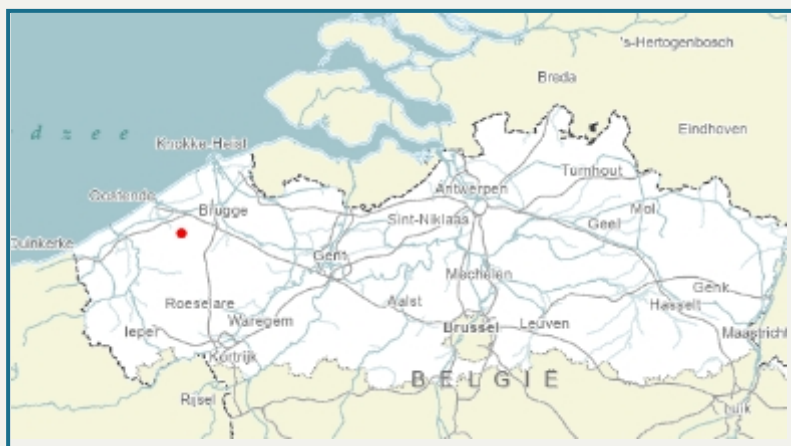 's-Hertogenbosch
Breda
Eindhoven
d z e e
Knokke-Heist
Turnhout
Antwerpen
Oostende
Brugge
Mol
Sint-Niklaas
Geel
Duinkerke
Gent
Mechelen
Genk
Roeselare
Aalst
Hasselt
Waregem
Ieper
Brussel
Leuven
Maastricht
Kortrijk
BELGIË
Rijsel
Luik